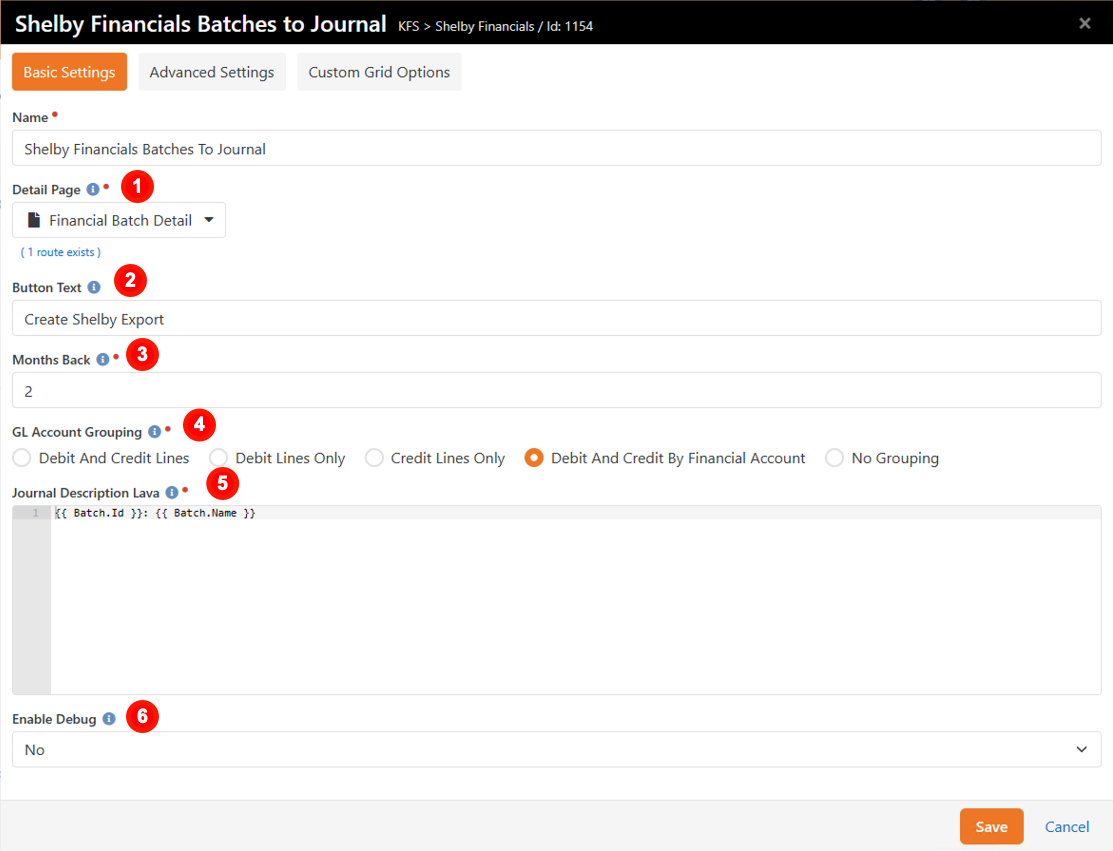 Shelby Financials Batches to Journal KFS > Shelby Financials / Id: 1154 ×
Basic Settings Advanced Settings Custom Grid Options
Name
Shelby Financials Batches To Journal
Detail Page 1
Financial Batch Detail
( 1 route exists )
Button Text 2
Create Shelby Export
Months Back 3
2
GL Account Grouping 4
Debit And Credit Lines Debit Lines Only Credit Lines Only Debit And Credit By Financial Account No Grouping
Journal Description Lava 5
1 {{ Batch.Id }}: {{ Batch.Name }}
Enable Debug 6
No
Save Cancel